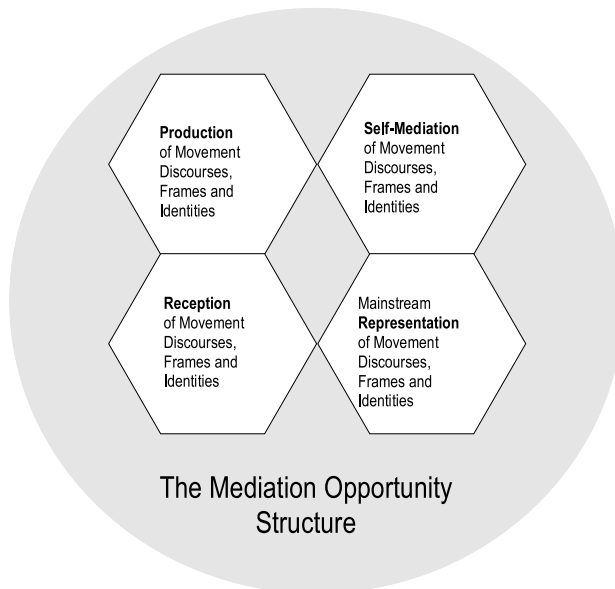 Production
of Movement
Discourses,
Frames and
Identities
Self-Mediation
of Movement
Discourses,
Frames and
Identities
Reception
of Movement
Discourses,
Frames and
Identities
Mainstream
Representation
of Movement
Discourses,
Frames and
Identities
The Mediation Opportunity
Structure